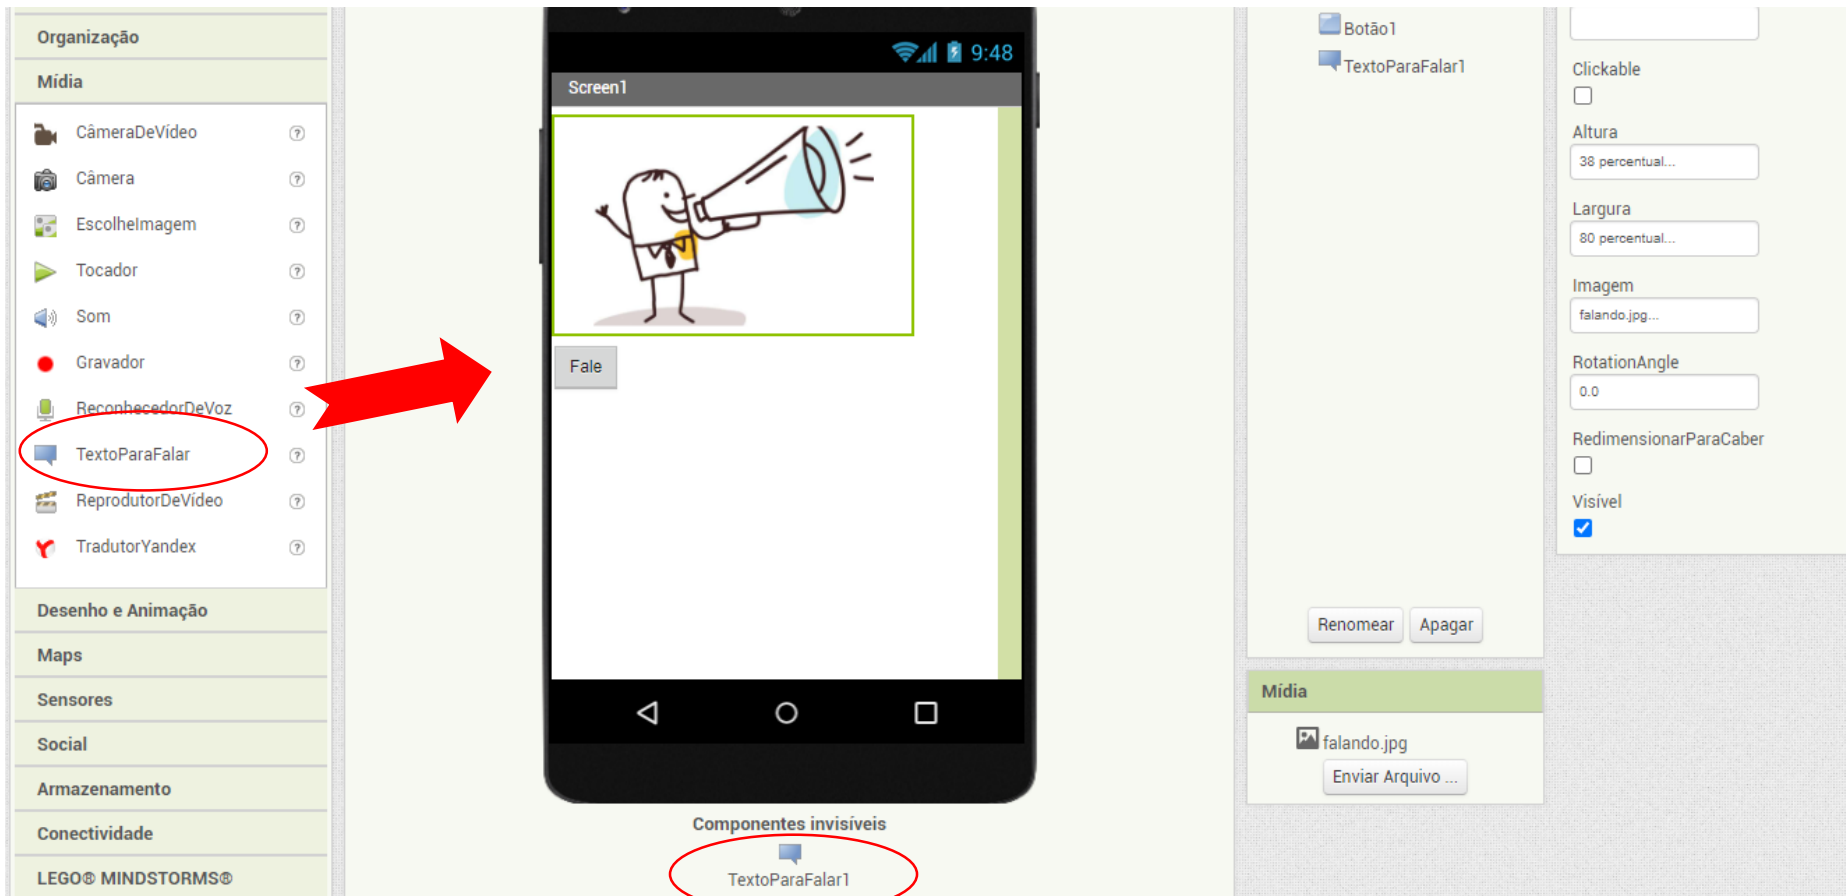 Organização
Mídia
CâmeraDeVídeo
Câmera
EscolheImagem
Tocador
Som
Gravador
ReconhecedorDeVoz
TextoParaFalar
ReprodutorDeVídeo
TradutorYandex
Desenho e Animação
Maps
Sensores
Social
Armazenamento
Conectividade
LEGO® MINDSTORMS®
9:48
Screen1
Fale
Componentes invisíveis
TextoParaFalar1
Botão1
TextoParaFalar1
Renomear Apagar
Mídia
falando.jpg
Enviar Arquivo ...
Clickable
Altura
38 percentual...
Largura
80 percentual...
Imagem
falando.jpg...
RotationAngle
0.0
RedimensionarParaCaber
Visível